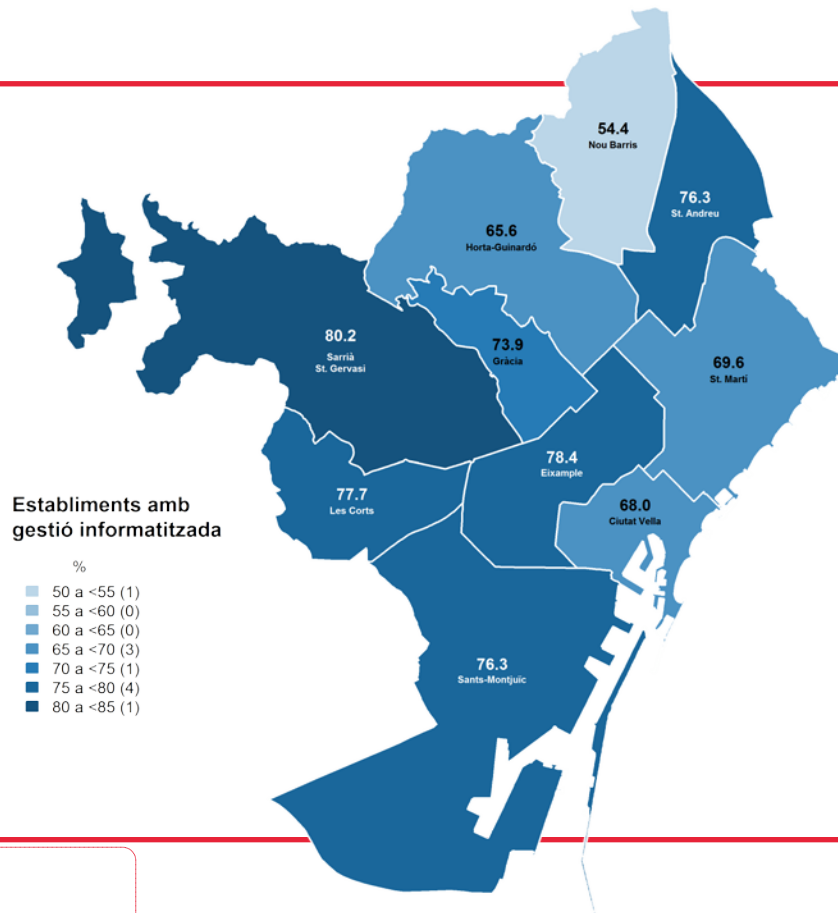 54.4
Nou Barris
76.3
St. Andreu
65.6
Horta-Guinardó
80.2
Sarrià
St. Gervasi
73.9
Gràcia
69.6
St. Martí
78.4
Eixample
77.7
Les Corts
68.0
Ciutat Vella
76.3
Sants-Montjuïc
Establiments amb
gestió informatitzada
%
50 a <55 (1)
55 a <60 (0)
60 a <65 (0)
65 a <70 (3)
70 a <75 (1)
75 a <80 (4)
80 a <85 (1)